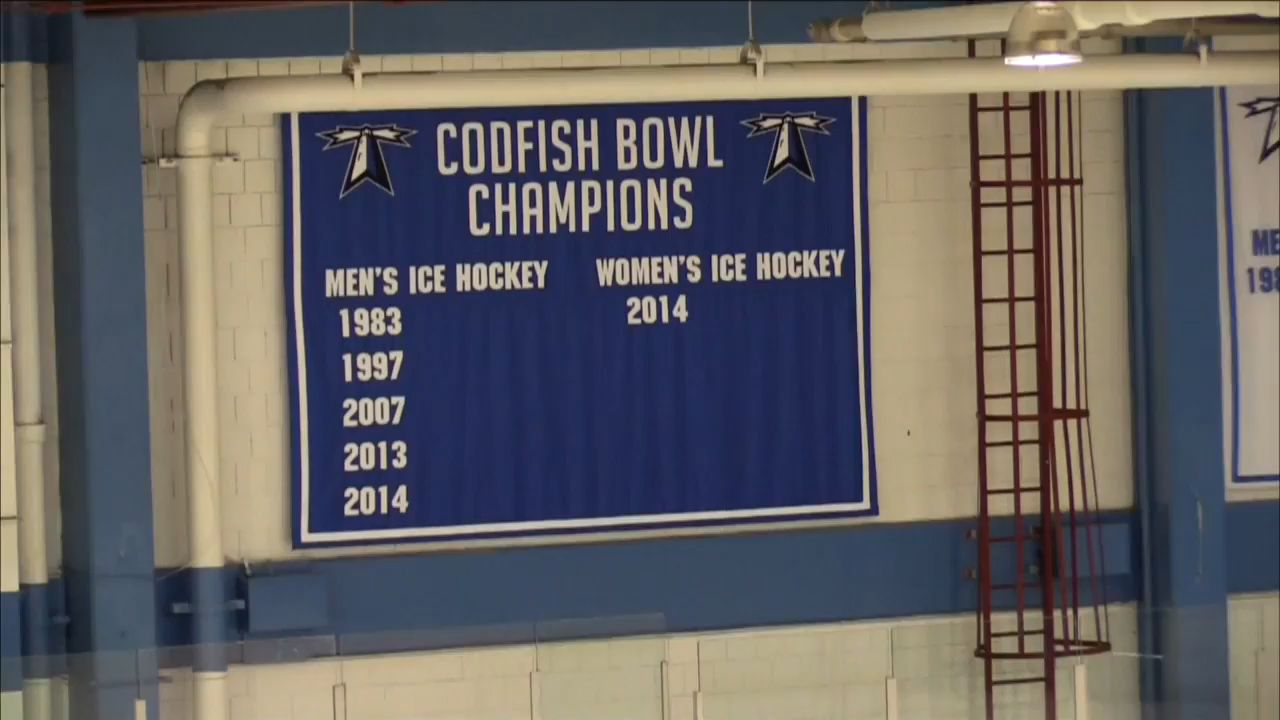 CODFISH BOWL
CHAMPIONS
MEN'S ICE HOCKEY
1983
1997
2007
2013
2014
WOMEN'S ICE HOCKEY
2014